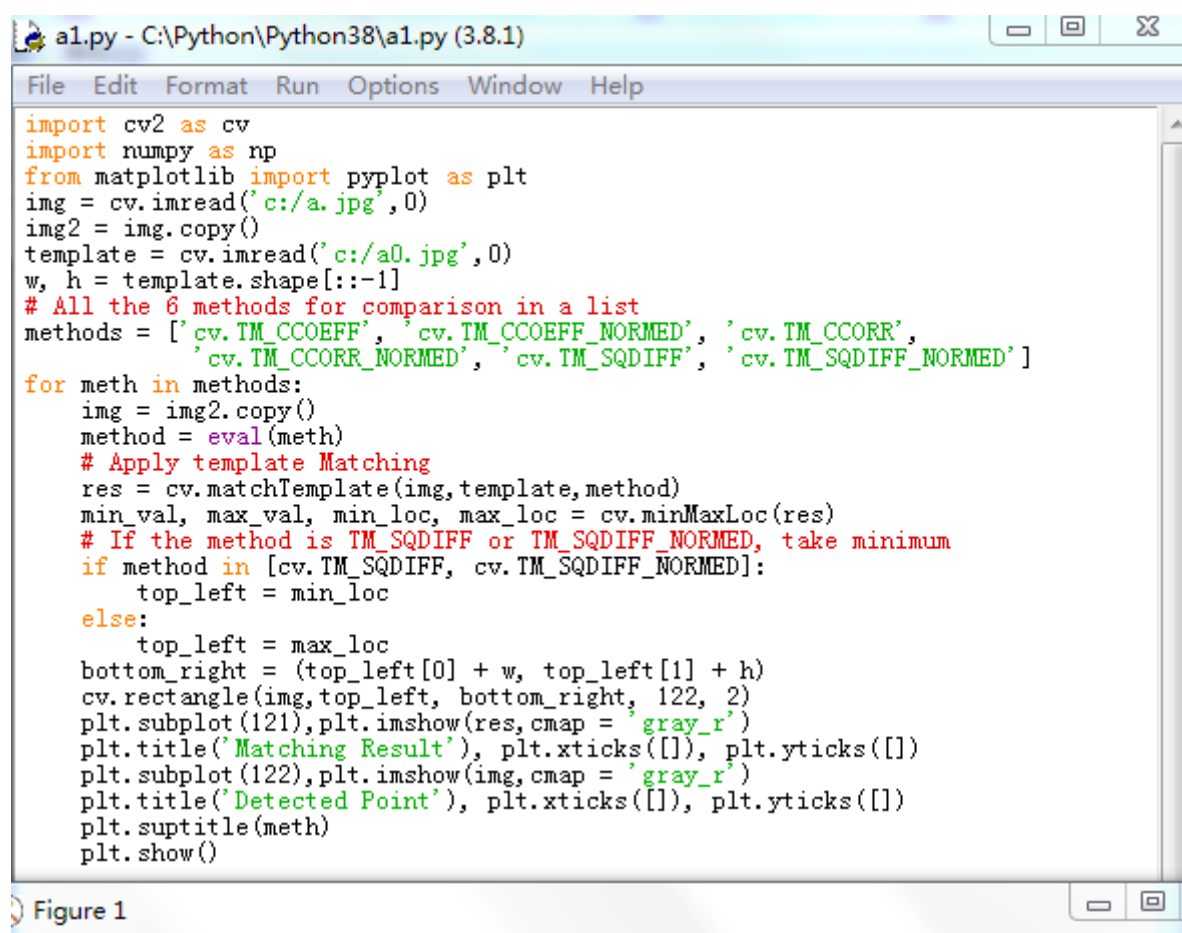 a1.py - C:\Python\Python38\a1.py (3.8.1)
File Edit Format Run Options Window Help
import cv2 as cv
import numpy as np
from matplotlib import pyplot as plt
img = cv.imread('c:/a.jpg',0)
img2 = img.copy()
template = cv.imread('c:/a0.jpg',0)
w, h = template.shape[::-1]
# All the 6 methods for comparison in a list
methods = ['cv.TM_CCOEFF', 'cv.TM_CCOEFF_NORMED', 'cv.TM_CCORR',
            'cv.TM_CCORR_NORMED', 'cv.TM_SQDIFF', 'cv.TM_SQDIFF_NORMED']
for meth in methods:
    img = img2.copy()
    method = eval(meth)
    # Apply template Matching
    res = cv.matchTemplate(img,template,method)
    min_val, max_val, min_loc, max_loc = cv.minMaxLoc(res)
    # If the method is TM_SQDIFF or TM_SQDIFF_NORMED, take minimum
    if method in [cv.TM_SQDIFF, cv.TM_SQDIFF_NORMED]:
        top_left = min_loc
    else:
        top_left = max_loc
    bottom_right = (top_left[0] + w, top_left[1] + h)
    cv.rectangle(img,top_left, bottom_right, 122, 2)
    plt.subplot(121),plt.imshow(res,cmap = 'gray_r')
    plt.title('Matching Result'), plt.xticks([]), plt.yticks([])
    plt.subplot(122),plt.imshow(img,cmap = 'gray_r')
    plt.title('Detected Point'), plt.xticks([]), plt.yticks([])
    plt.suptitle(meth)
    plt.show()
Figure 1